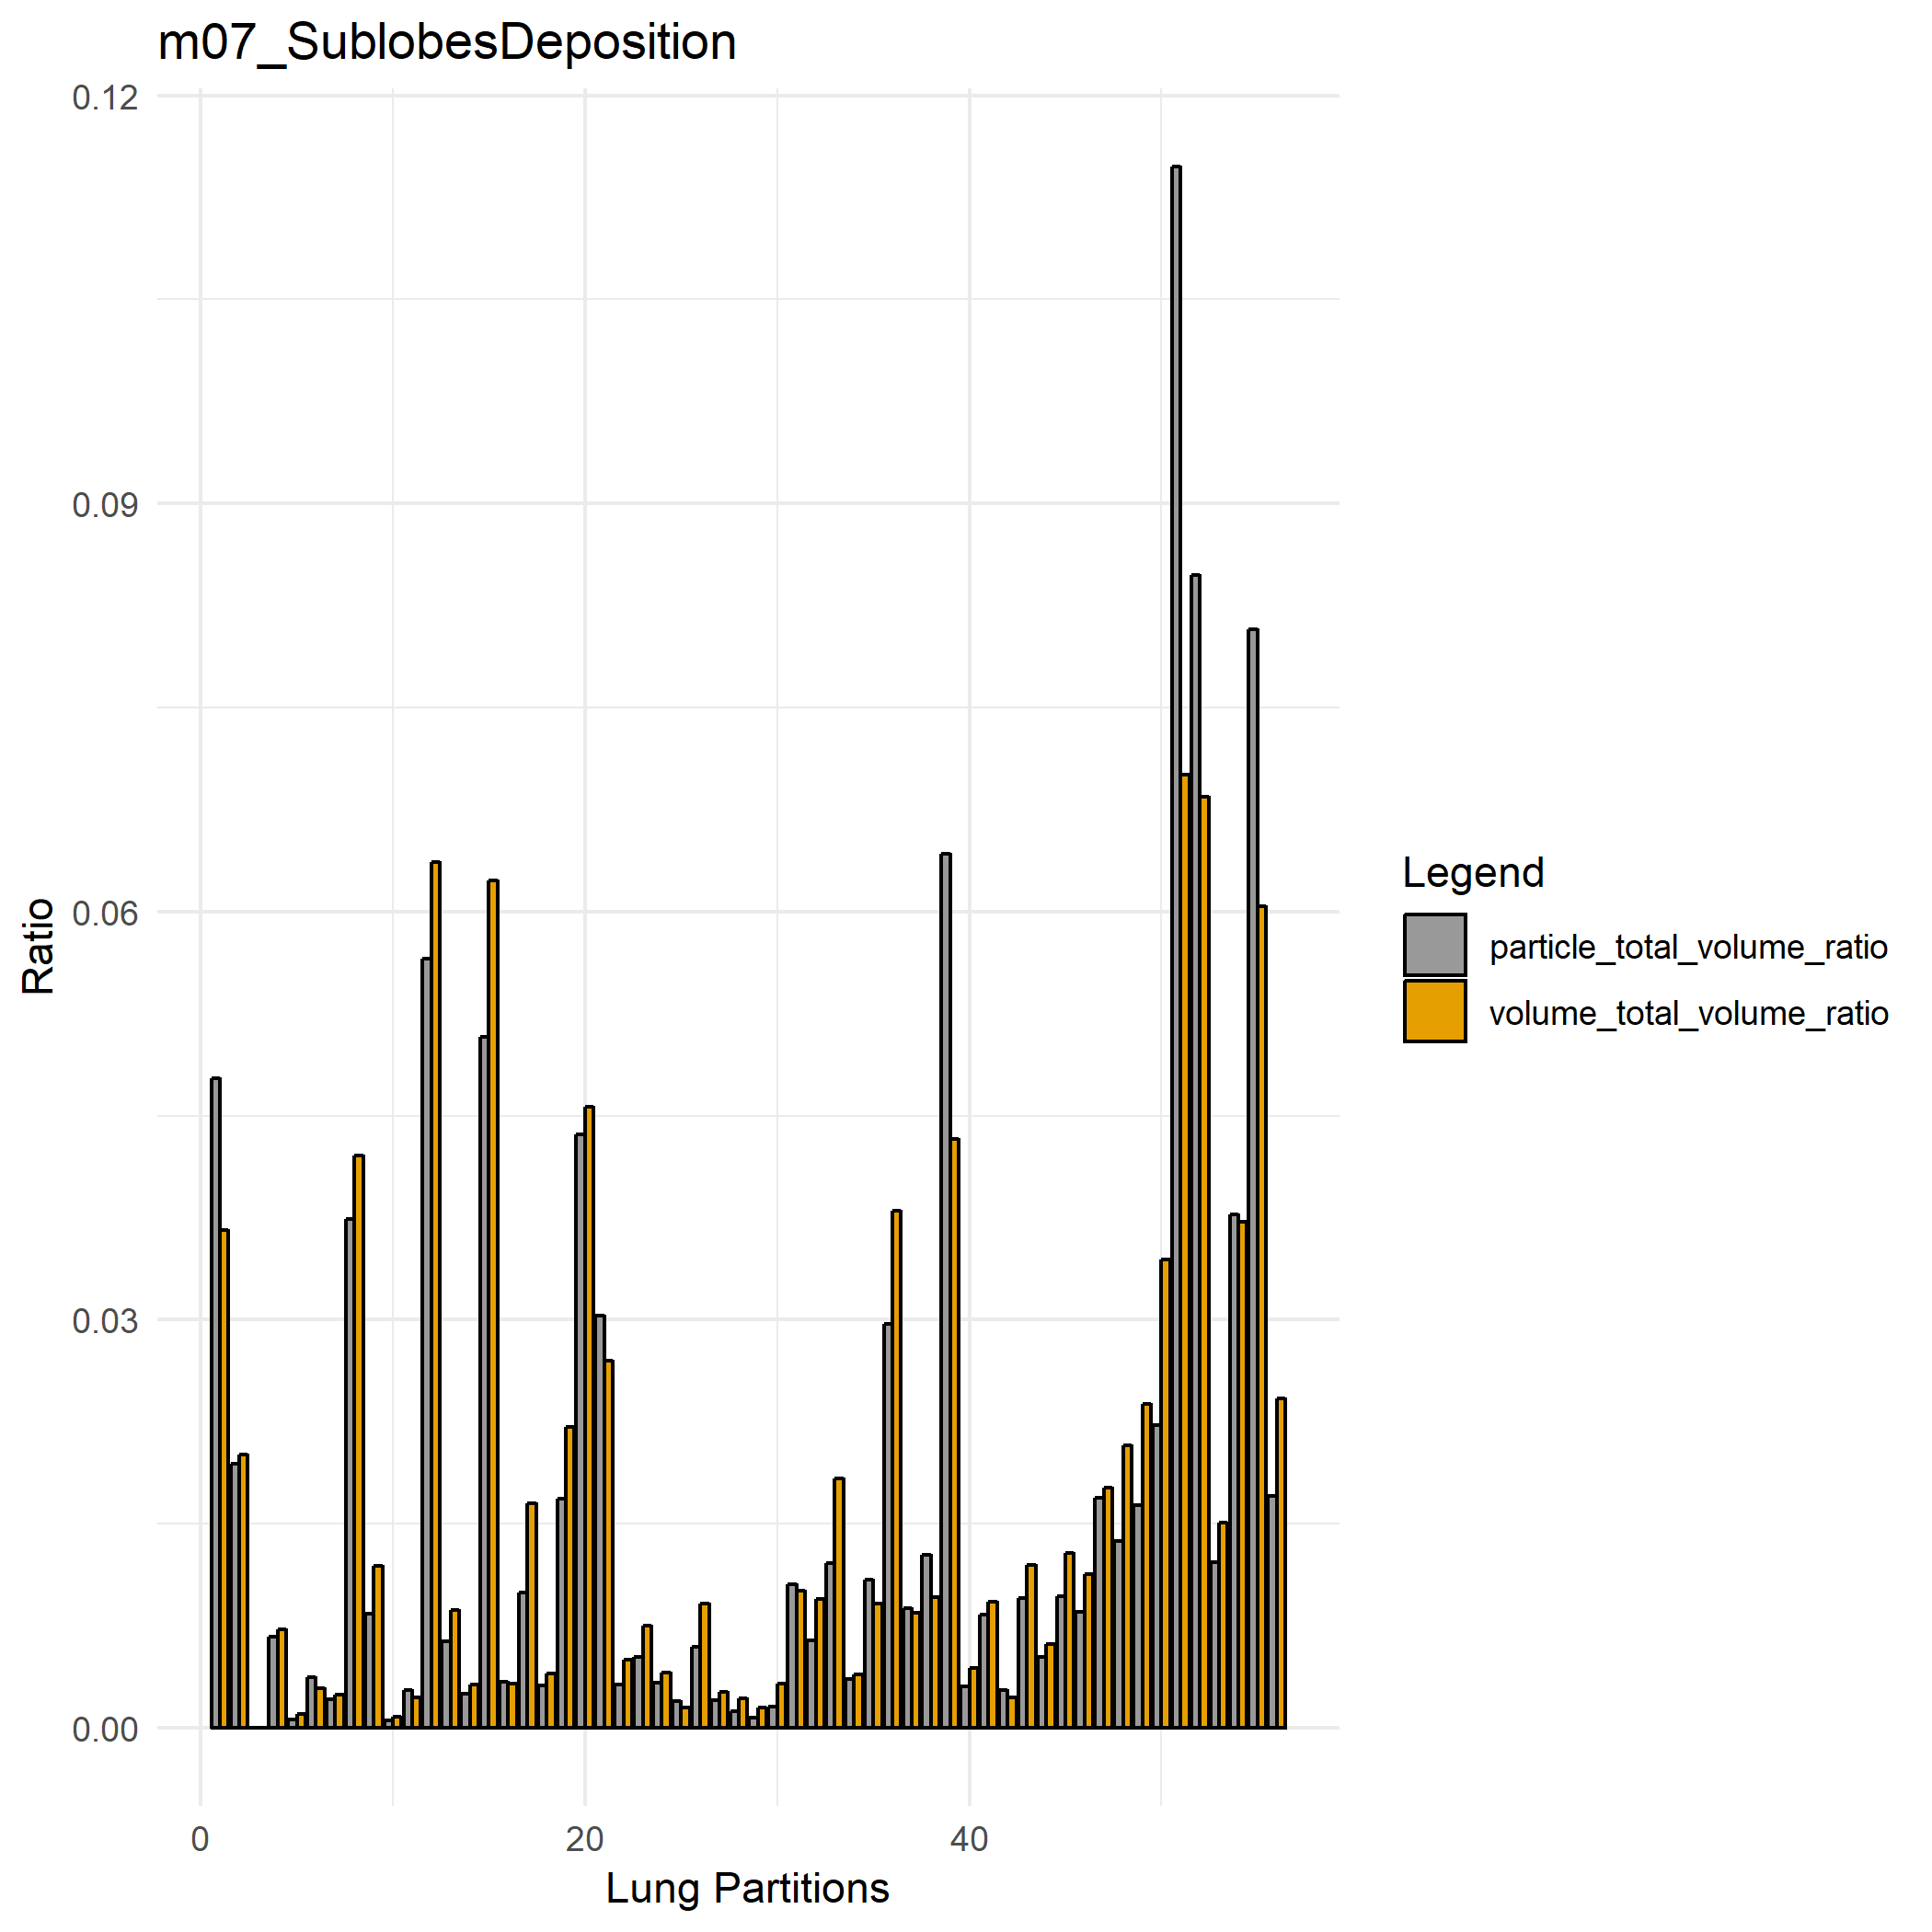 m07_SublobesDeposition
0.12
0.09
0.06
0.03
0.00
Ratio
0
20
40
Lung Partitions
Legend
particle_total_volume_ratio
volume_total_volume_ratio